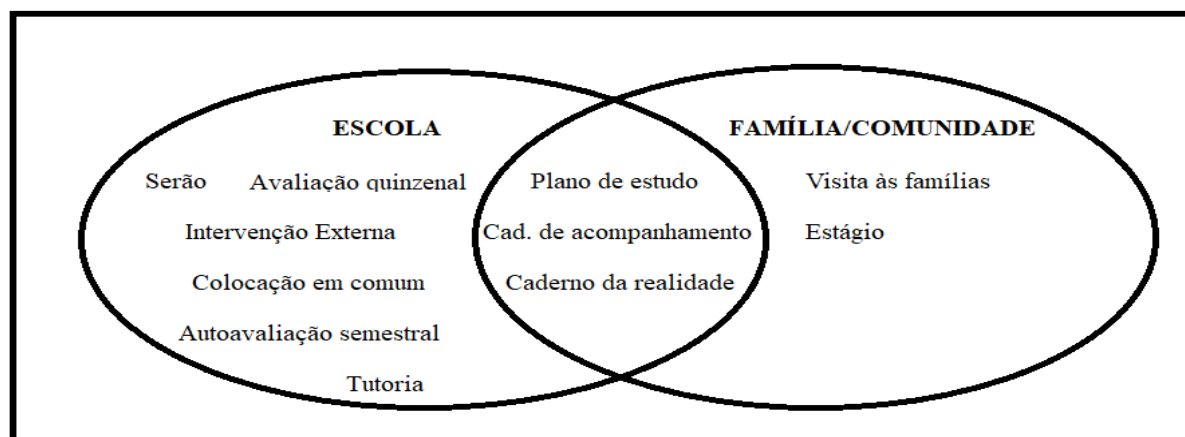 ESCOLA FAMÍLIA/COMUNIDADE
Serão Avaliação quinzenal Plano de estudo Visita às famílias
Intervenção Externa Cad. de acompanhamento Estágio
Colocação em comum Caderno da realidade
Autoavaliação semestral
Tutoria